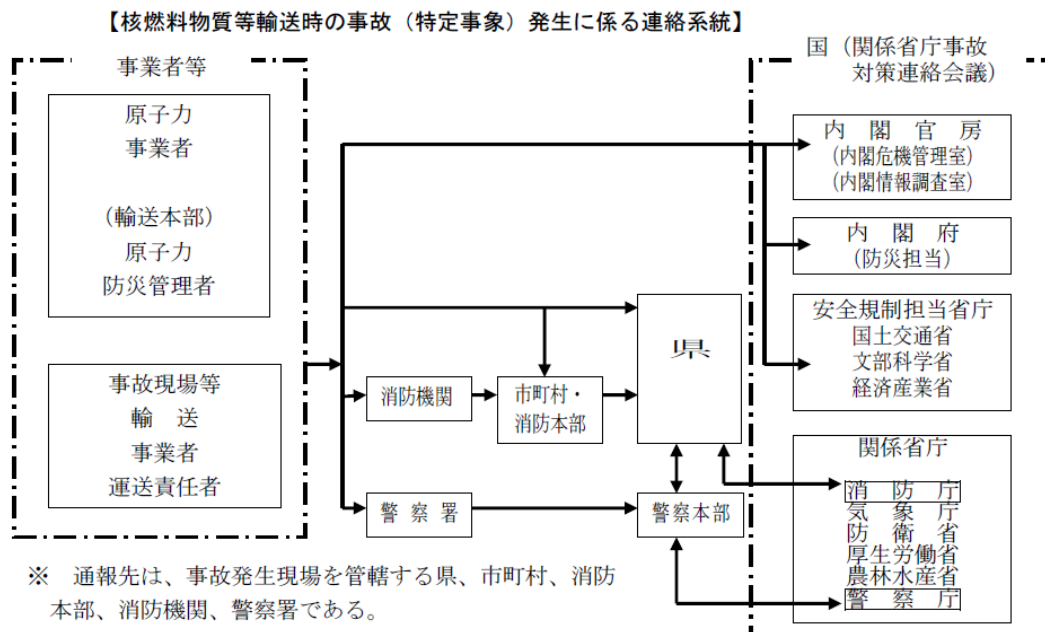 【核燃料物質等輸送時の事故（特定事象）発生に係る連絡系統】
事業者等
原子力
事業者
（輸送本部）
原子力
防災管理者
事故現場等
輸　送
事業者
運送責任者
消防機関
市町村・
消防本部
県
警 察 署
警察本部
国（関係省庁事故
対策連絡会議）
内　閣　官　房
（内閣危機管理室）
（内閣情報調査室）
内　閣　府
（防災担当）
安全規制担当省庁
国土交通省
文部科学省
経済産業省
関係省庁
消　防　庁
気　象　庁
防　衛　省
厚生労働省
農林水産省
警　察　庁
※　通報先は、事故発生現場を管轄する県、市町村、消防
本部、消防機関、警察署である。